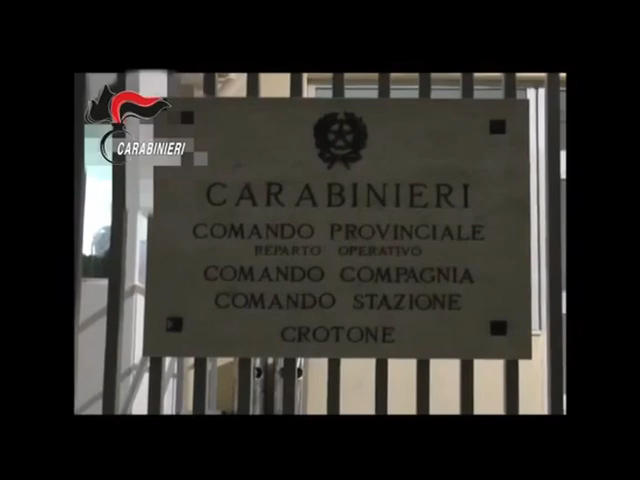 CARABINIERI
CARABINIERI
COMANDO PROVINCIALE
REPARTO OPERATIVO
COMANDO COMPAGNIA
COMANDO STAZIONE
CROTONE